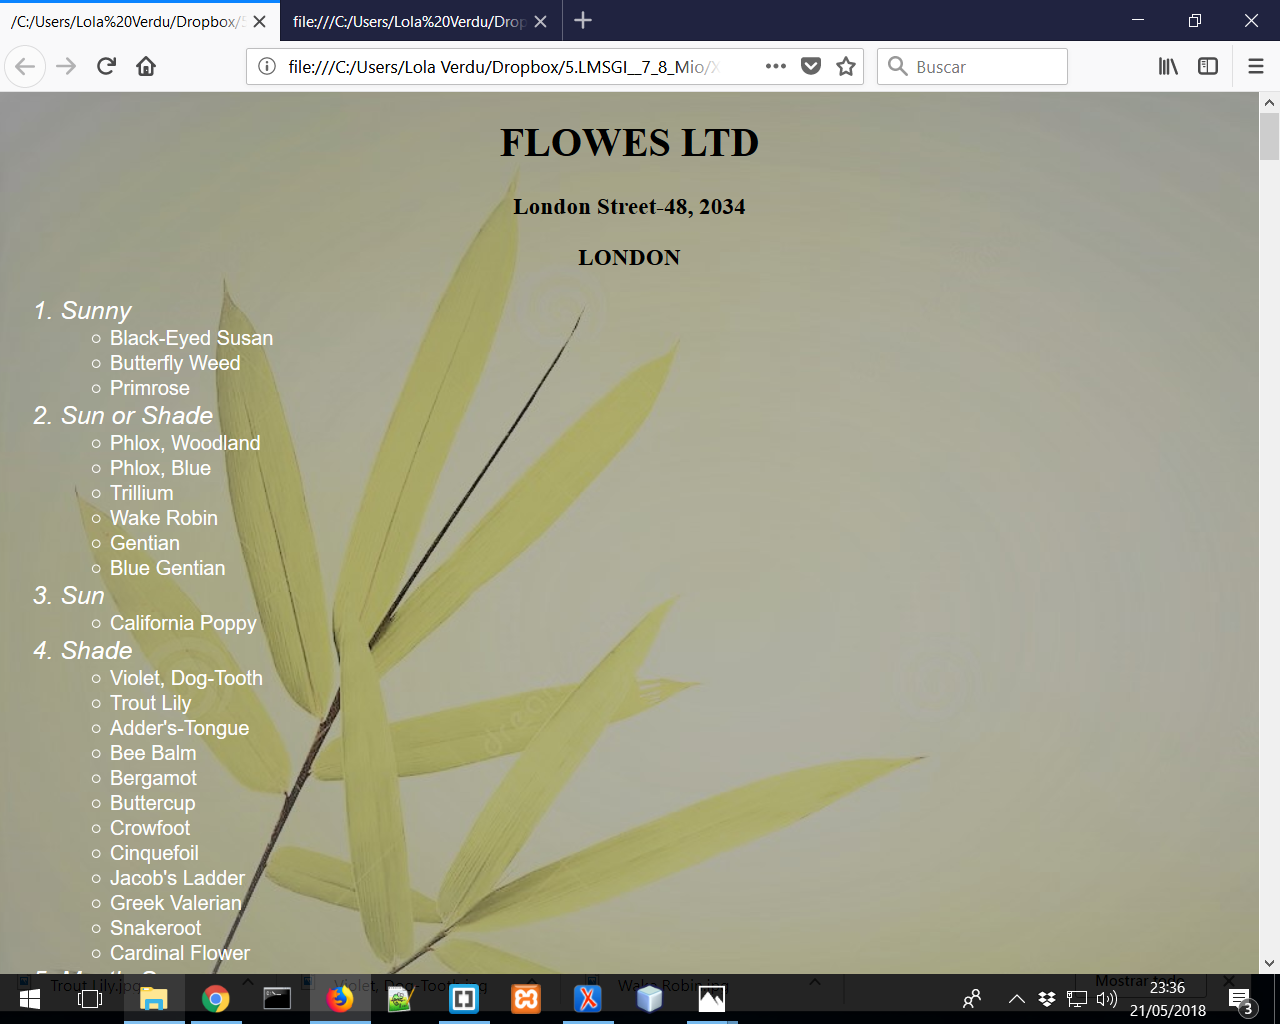 /C:/Users/Lola%20Verdu/Dropbox/5
file:///C:/Users/Lola%20Verdu/Drop
file:///C:/Users/Lola Verdu/Dropbox/5.LMSGI__7_8_Mio/X
Buscar
FLOWES LTD
London Street-48, 2034
LONDON
1. Sunny
Black-Eyed Susan
Butterfly Weed
Primrose
2. Sun or Shade
Phlox, Woodland
Phlox, Blue
Trillium
Wake Robin
Gentian
Blue Gentian
3. Sun
California Poppy
4. Shade
Violet, Dog-Tooth
Trout Lily
Adder's-Tongue
Bee Balm
Bergamot
Buttercup
Crowfoot
Cinquefoil
Jacob's Ladder
Greek Valerian
Snakeroot
Cardinal Flower
Trout Lily.jpg
Violet, Dog-Tooth
Wake Robin.jpg
Mostrar todo
23:36
21/05/2018
3